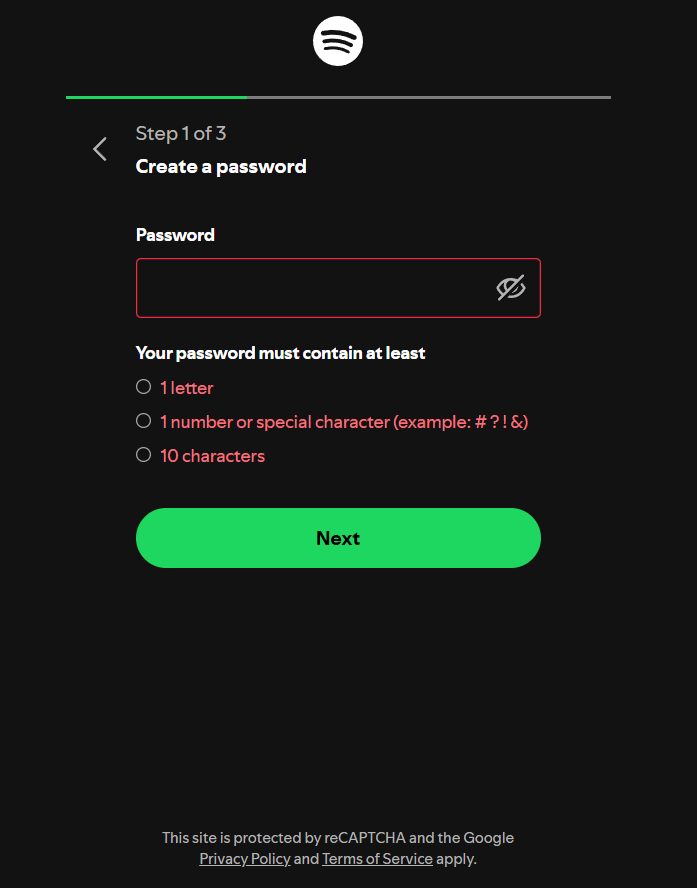 Step 1 of 3
Create a password
Password
Your password must contain at least
1 letter
1 number or special character (example: # ? ! &)
10 characters
Next
This site is protected by reCAPTCHA and the Google
Privacy Policy and Terms of Service apply.